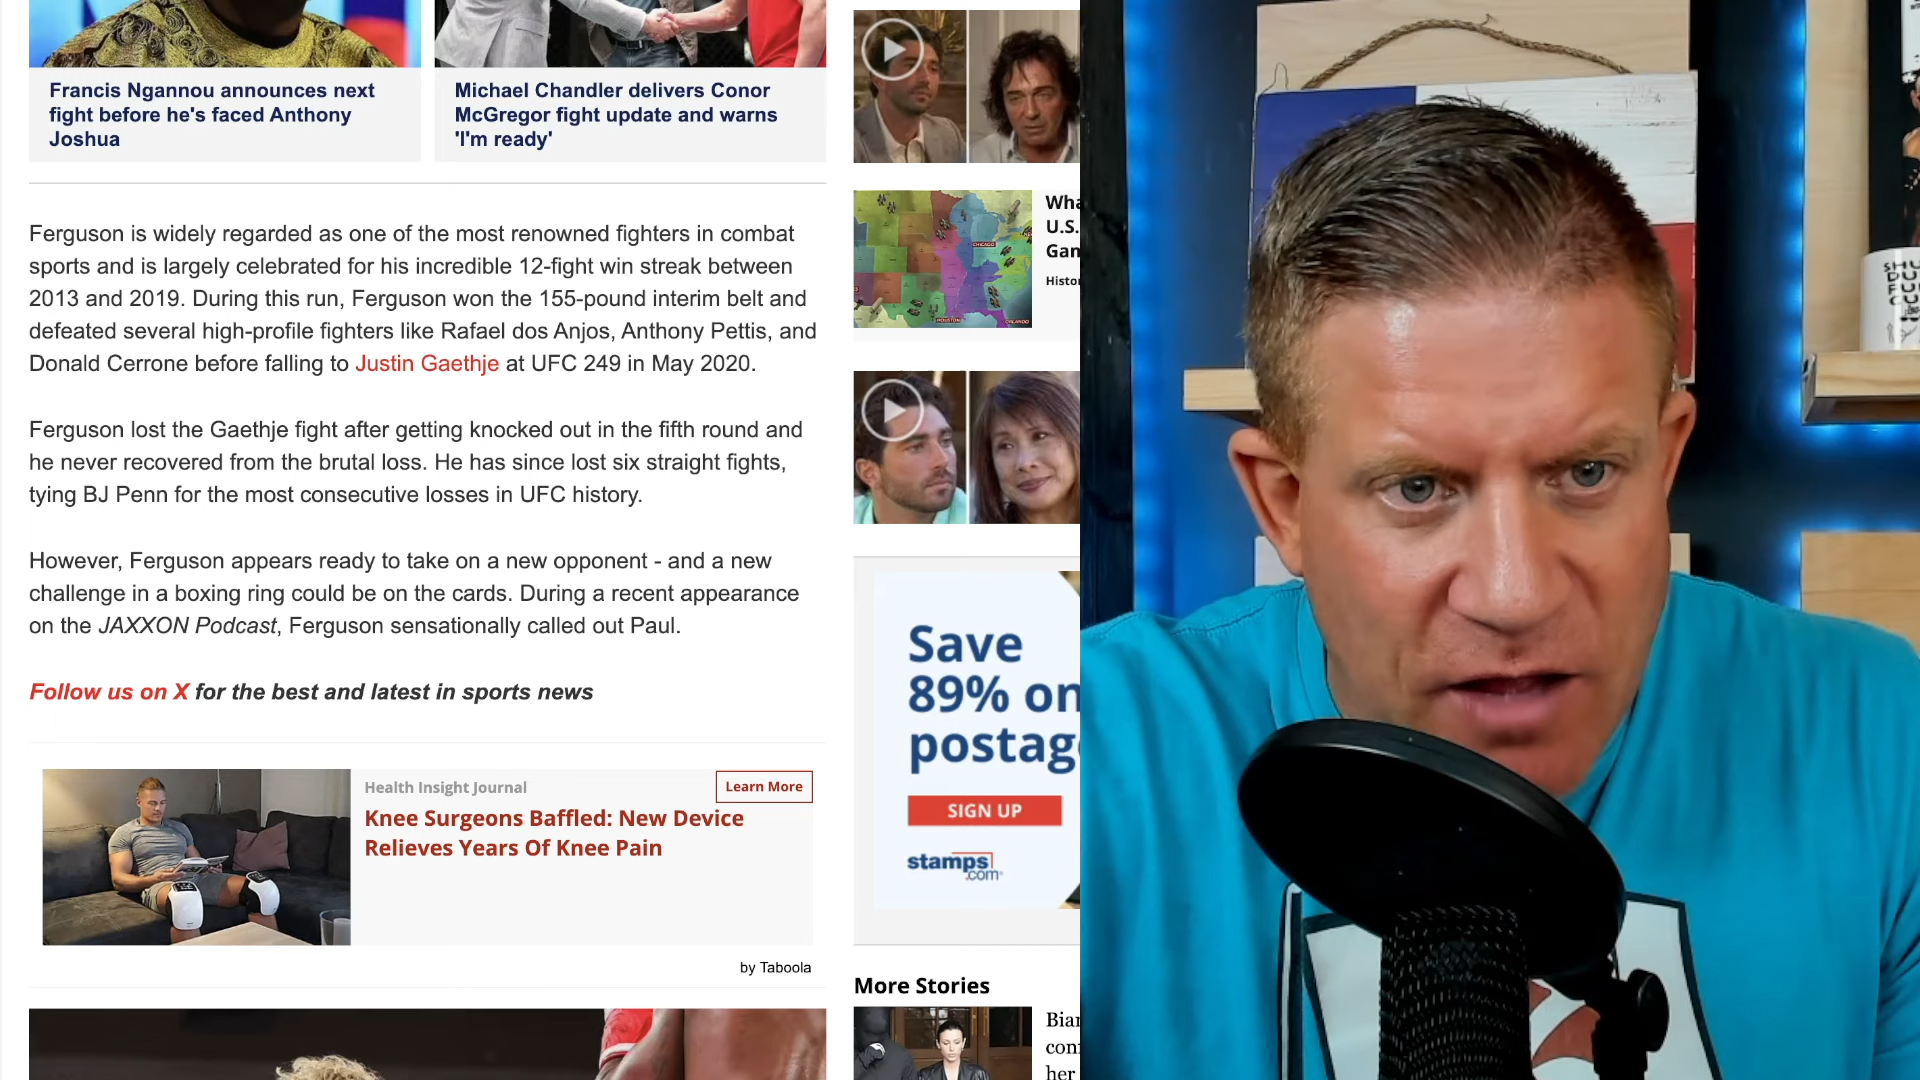 Francis Ngannou announces next
fight before he's faced Anthony
Joshua
Michael Chandler delivers Conor
McGregor fight update and warns
'I'm ready'
Ferguson is widely regarded as one of the most renowned fighters in combat
sports and is largely celebrated for his incredible 12-fight win streak between
2013 and 2019. During this run, Ferguson won the 155-pound interim belt and
defeated several high-profile fighters like Rafael dos Anjos, Anthony Pettis, and
Donald Cerrone before falling to Justin Gaethje at UFC 249 in May 2020.
Ferguson lost the Gaethje fight after getting knocked out in the fifth round and
he never recovered from the brutal loss. He has since lost six straight fights,
tying BJ Penn for the most consecutive losses in UFC history.
However, Ferguson appears ready to take on a new opponent - and a new
challenge in a boxing ring could be on the cards. During a recent appearance
on the JAXXON Podcast, Ferguson sensationally called out Paul.
Follow us on X for the best and latest in sports news
Health Insight Journal
Learn More
Knee Surgeons Baffled: New Device
Relieves Years Of Knee Pain
by Taboola
CHICAGO
HOUSTON
ORLANDO
U.S.
Save
89% on
SIGN UP
stamps
.com
More Stories
her